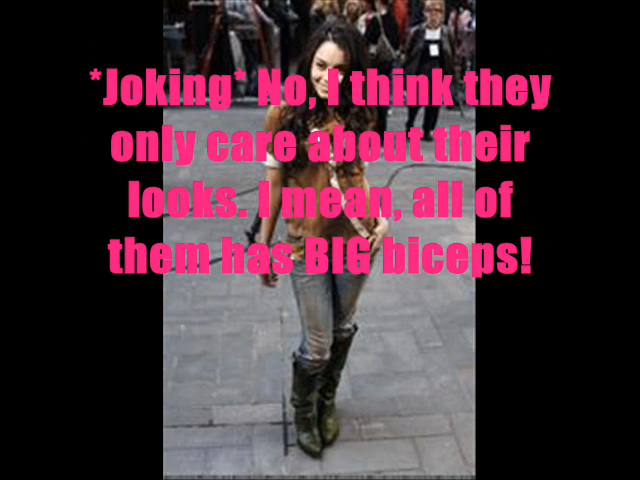 *Joking* No, I think they
only care about their
looks. I mean, all of
them has BIG biceps!